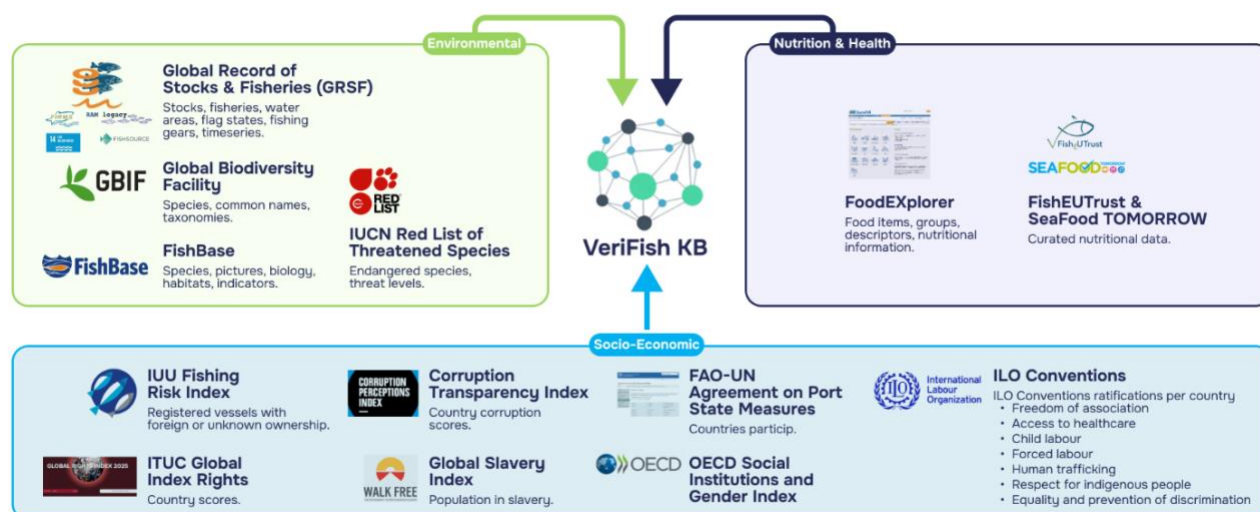 Environmental
Global Record of
Stocks & Fisheries (GRSF)
Stocks, fisheries, water
areas, flag states, fishing
gears, timeseries.
RAM Legacy
FISHSOURCE
GBIF
Global Biodiversity
Facility
Species, common names,
taxonomies.
FishBase
FishBase
Species, pictures, biology,
habitats, indicators.
RED
LIST
IUCN Red List of
Threatened Species
Endangered species,
threat levels.
VeriFish KB
Nutrition & Health
FoodEXplorer
Food items, groups,
descriptors, nutritional
information.
FishEUTrust
SEAFOOD TOMORROW
FishEUTrust &
SeaFood TOMORROW
Curated nutritional data.
Socio-Economic
IUU Fishing
Risk Index
Registered vessels with
foreign or unknown ownership.
GLOBAL RIGHTS INDEX 2025
ITUC Global
Index Rights
Country scores.
CORRUPTION
PERCEPTIONS
INDEX
Corruption
Transparency Index
Country corruption
scores.
WALK FREE
Global Slavery
Index
Population in slavery.
FAO-UN
Agreement on Port
State Measures
Countries particip.
OECD
OECD Social
Institutions and
Gender Index
ILO
International
Labour
Organization
ILO Conventions
ILO Conventions ratifications per country
• Freedom of association
• Access to healthcare
• Child labour
• Forced labour
• Human trafficking
• Respect for indigenous people
• Equality and prevention of discrimination